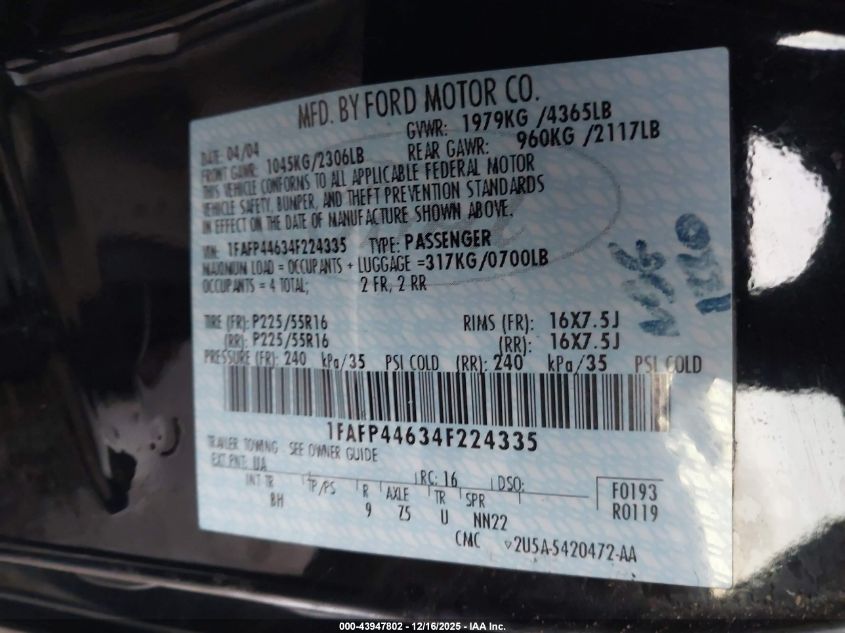 MFD. BY FORD MOTOR CO.
DATE: 04/04 GVWR: 1979KG /4365LB
FRONT GAWR: 1045KG/2306LB REAR GAWR: 960KG /2117LB
THIS VEHICLE CONFORMS TO ALL APPLICABLE FEDERAL MOTOR
VEHICLE SAFETY, BUMPER, AND THEFT PREVENTION STANDARDS
IN EFFECT ON THE DATE OF MANUFACTURE SHOWN ABOVE.
VIN: 1FAFP44634F224335 TYPE: PASSENGER
MAXIMUM LOAD = OCCUPANTS + LUGGAGE =317KG/0700LB
OCCUPANTS = 4 TOTAL; 2 FR, 2 RR
TIRE (FR): P225/55R16 RIMS (FR): 16X7.5J
(RR): P225/55R16 (RR): 16X7.5J
PRESSURE (FR): 240 kPa/35 PSI COLD (RR): 240 kPa/35 PSI COLD
1FAFP44634F224335
TRAILER TOWING - SEE OWNER GUIDE
EXT PNT: UA RC: 16 DSO: F0193
INT TR TP/PS R AXLE TR SPR R0119
BH 9 75 U NN22
CMC ▽2U5A-5420472-AA
000-43947802 - 12/16/2025 - IAA Inc.